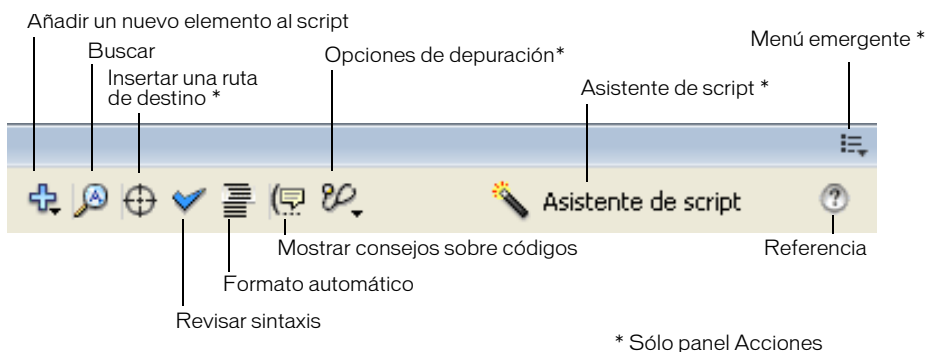 Añadir un nuevo elemento al script
Buscar
Insertar una ruta
de destino *
Opciones de depuración*
Asistente de script *
Menú emergente *
Asistente de script
Mostrar consejos sobre códigos
Referencia
Formato automático
Revisar sintaxis
* Sólo panel Acciones